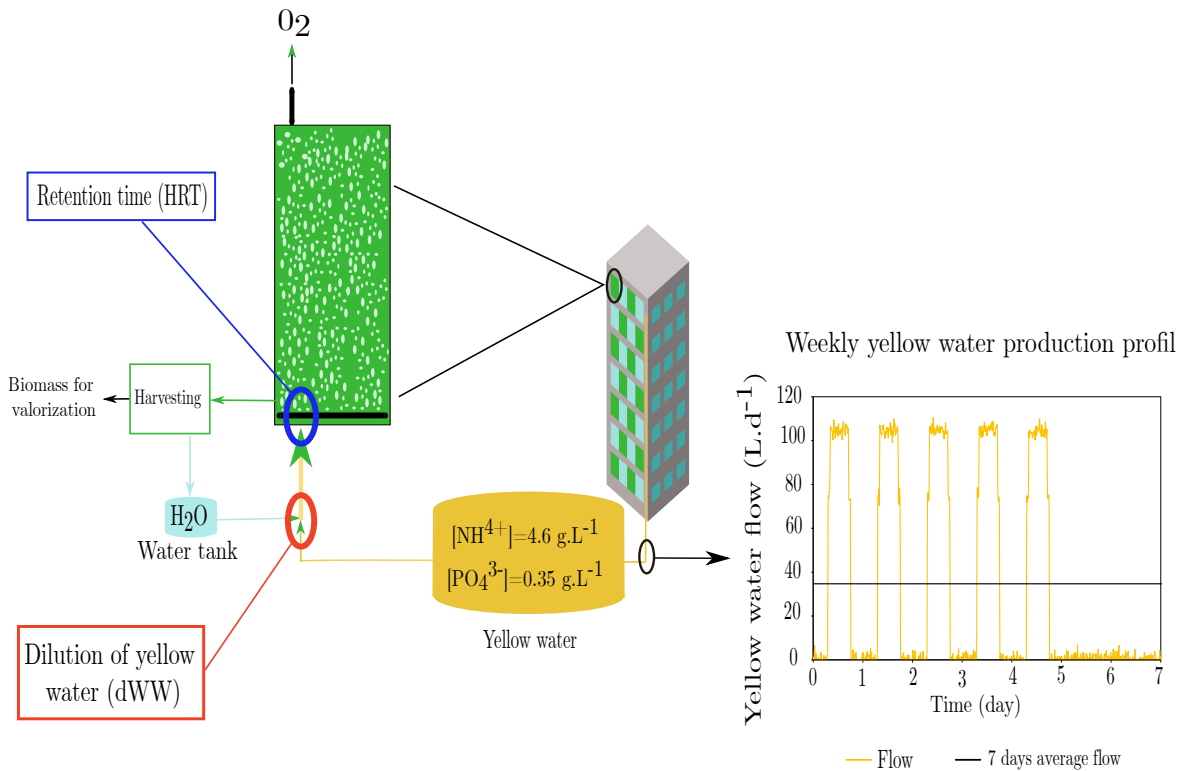 O2
Retention time (HRT)
Biomass for
valorization
Harvesting
H2O
Water tank
Dilution of yellow
water (dWW)
[NH4+]=4.6 g.L-1
[PO43-]=0.35 g.L-1
Yellow water
Weekly yellow water production profil
Yellow water flow (L.d-1)
120
100
80
60
40
20
0
0 1 2 3 4 5 6 7
Time (day)
Flow
7 days average flow